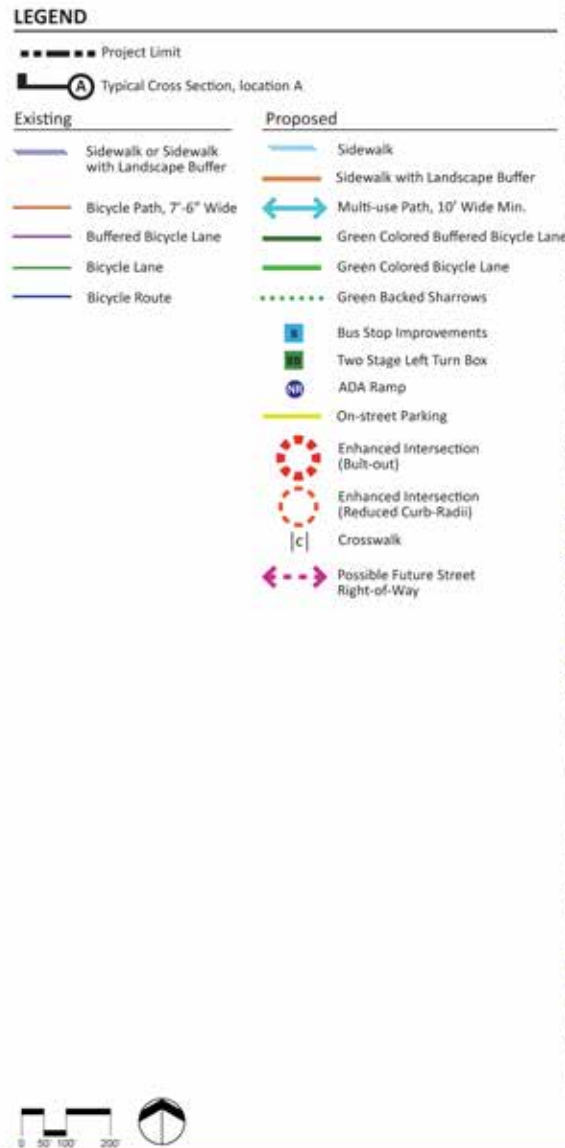 LEGEND
Project Limit
A Typical Cross Section, location A
Existing
Sidewalk or Sidewalk
with Landscape Buffer
Bicycle Path, 7'-6" Wide
Buffered Bicycle Lane
Bicycle Lane
Bicycle Route
Proposed
Sidewalk
Sidewalk with Landscape Buffer
Multi-use Path, 10' Wide Min.
Green Colored Buffered Bicycle Lane
Green Colored Bicycle Lane
Green Backed Sharrows
Bus Stop Improvements
Two Stage Left Turn Box
NR ADA Ramp
On-street Parking
Enhanced Intersection
(Bult-out)
Enhanced Intersection
(Reduced Curb-Radii)
|c| Crosswalk
Possible Future Street
Right-of-Way
0 50' 100' 200'